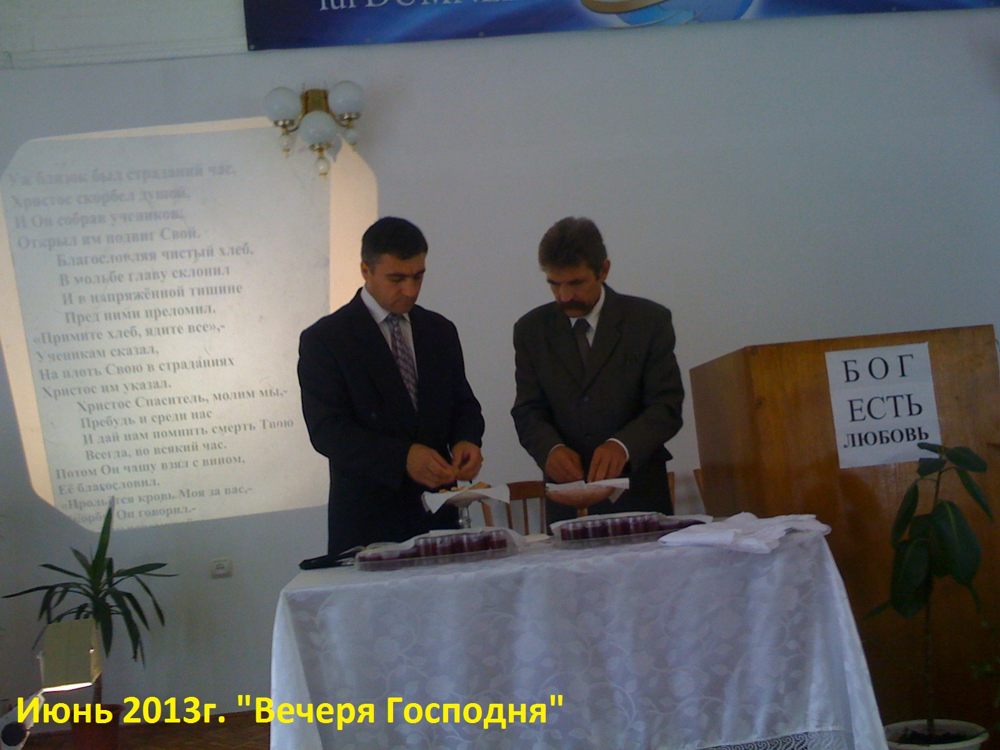 lui
Уж близок был страданий час,
Христос скорбел душой,
И Он собрав учеников,
Открыл им подвиг Свой.
Благословляя чистый хлеб,
В мольбе главу склонил
И в напряжённой тишине
Пред ними преломил.
«Примите хлеб, ядите все»,-
Ученикам сказал,
На плоть Свою в страданиях
Христос им указал.
Христос Спаситель, молим мы,-
Пребудь и среди нас
И дай нам помнить смерть Твою
Всегда, во всякий час.
Потом Он чашу взял с вином,
Её благословил.
кровь Моя за вас,-
Он говорил.-
БОГ
ЕСТЬ
ЛЮБОВЬ
Июнь 2013г. "Вечеря Господня"